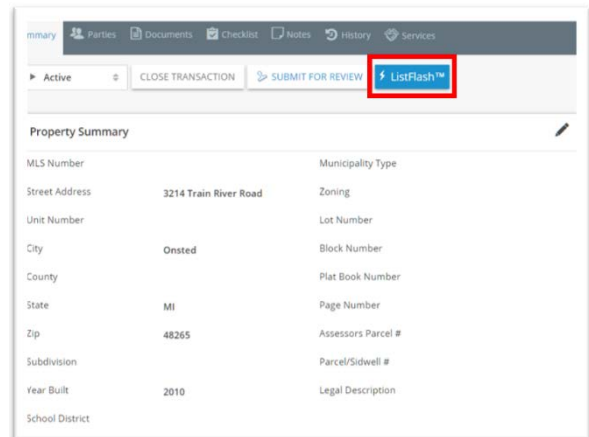 mmary Parties Documents Checklist Notes History Services
Active CLOSE TRANSACTION SUBMIT FOR REVIEW ListFlash™
Property Summary
MLS Number Municipality Type
Street Address 3214 Train River Road Zoning
Unit Number Lot Number
City Onsted Block Number
County Plat Book Number
State MI Page Number
Zip 48265 Assessors Parcel #
Subdivision Parcel/Sidwell #
Year Built 2010 Legal Description
School District